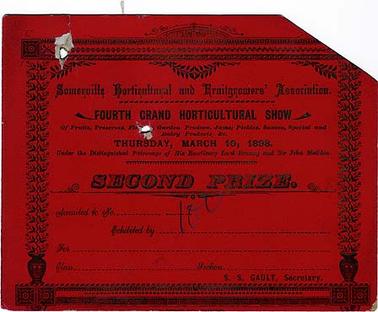 Somerville Horticultural and Fruitgrowers' Association.
FOURTH GRAND HORTICULTURAL SHOW
Of Fruits, Preserves, Garden Produce, Jams, Pickles, Sauces, Special and
Dairy Products, &c.
THURSDAY, MARCH 10, 1898.
Under the Distinguished Patronage of His Excellency Lord Brassey and Sir John Madden.
SECOND PRIZE.
Awarded to No.
Exhibited by
For
Class Section
S. S. GAULT, Secretary.